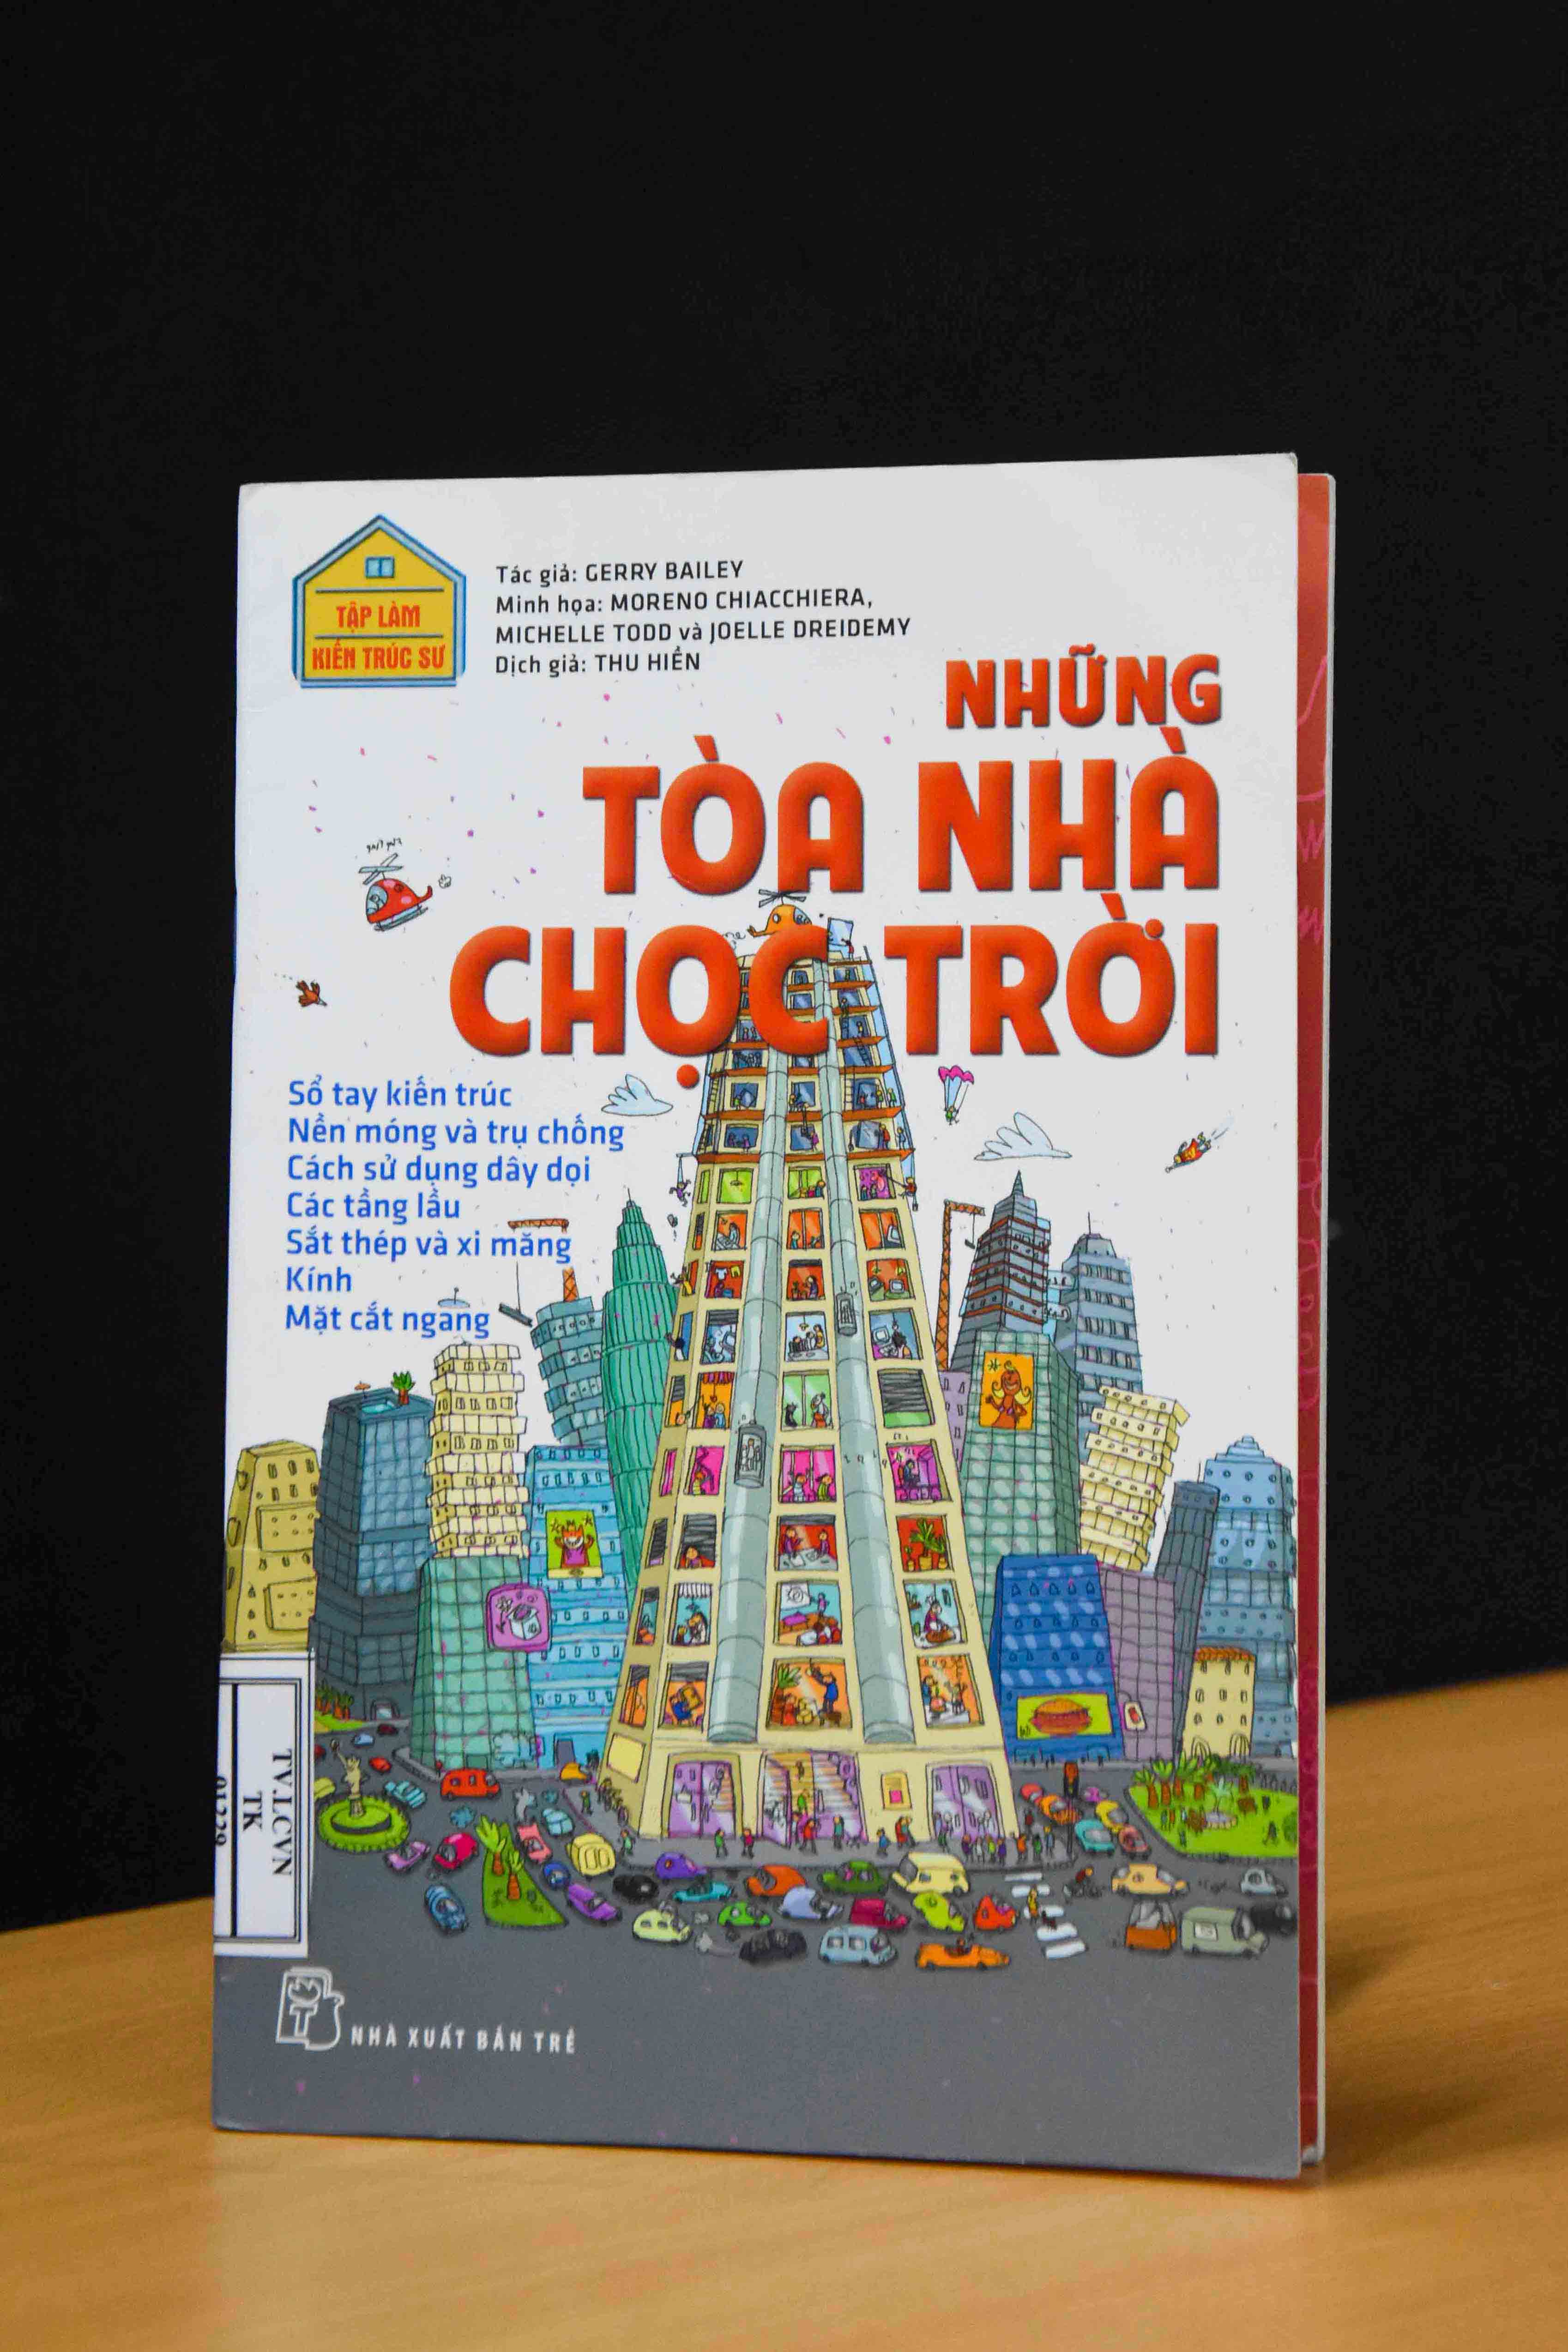 TẬP LÀM
KIẾN TRÚC SƯ
Tác giả: GERRY BAILEY
Minh họa: MORENO CHIACCHIERA,
MICHELLE TODD và JOELLE DREIDEMY
Dịch giả: THU HIỀN
NHỮNG
TÒA NHÀ
CHỌC TRỜI
Sổ tay kiến trúc
Nền móng và trụ chống
Cách sử dụng dây dọi
Các tầng lầu
Sắt thép và xi măng
Kính
Mặt cắt ngang
TV.I.CVN
TK
NHÀ XUẤT BẢN TRẺ